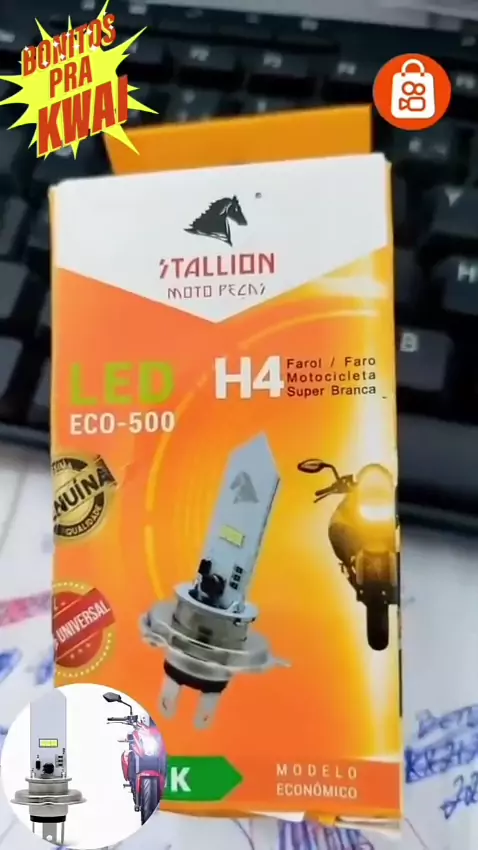 BONITOS
PRA
KWAI
STALLION
MOTO PEÇAS
LED
ECO-500
H4
Farol / Faro
Motocicleta
Super Branca
GENUÍNA
QUALIDADE
UNIVERSAL
K
MODELO
ECONÔMICO
H